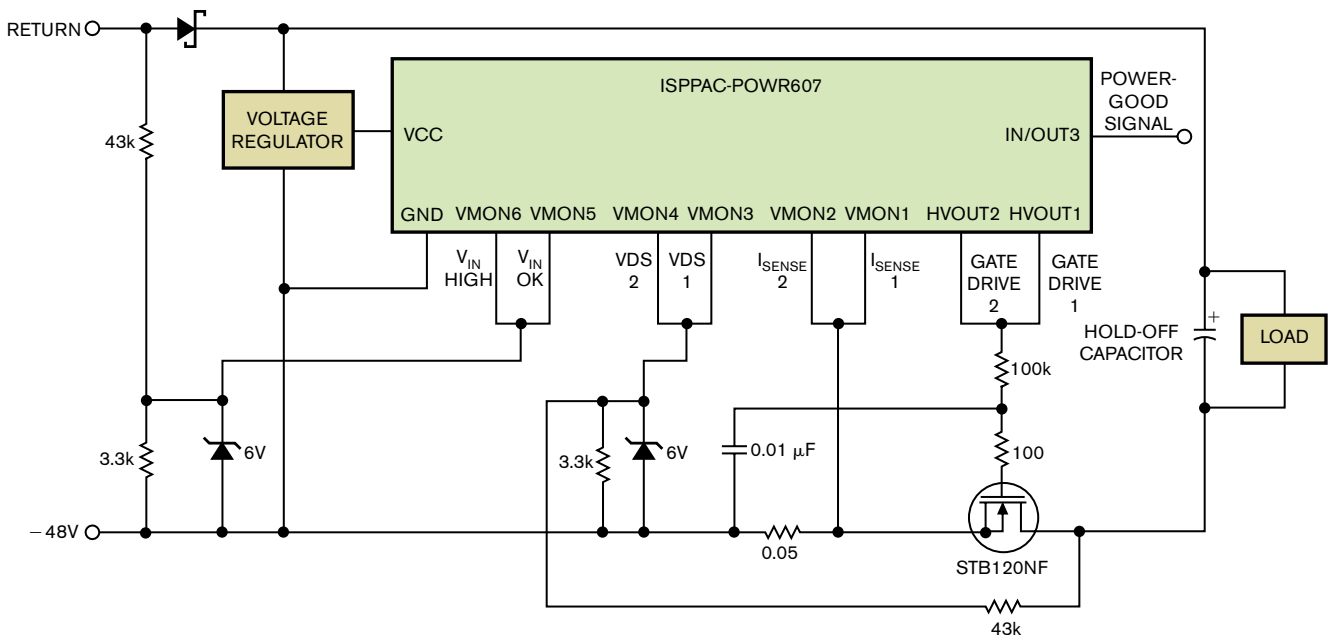 RETURN
ISPPAC-POWR607
POWER-
GOOD
SIGNAL
VOLTAGE
REGULATOR
VCC
IN/OUT3
43k
GND VMON6 VMON5 VMON4 VMON3 VMON2 VMON1 HVOUT2 HVOUT1
VIN
HIGH
VIN
OK
VDS
2
VDS
1
ISENSE
2
ISENSE
1
GATE
DRIVE
2
GATE
DRIVE
1
HOLD-OFF
CAPACITOR
+
LOAD
100k
3.3k
6V
3.3k
6V
0.01 µF
100
−48V
0.05
STB120NF
43k